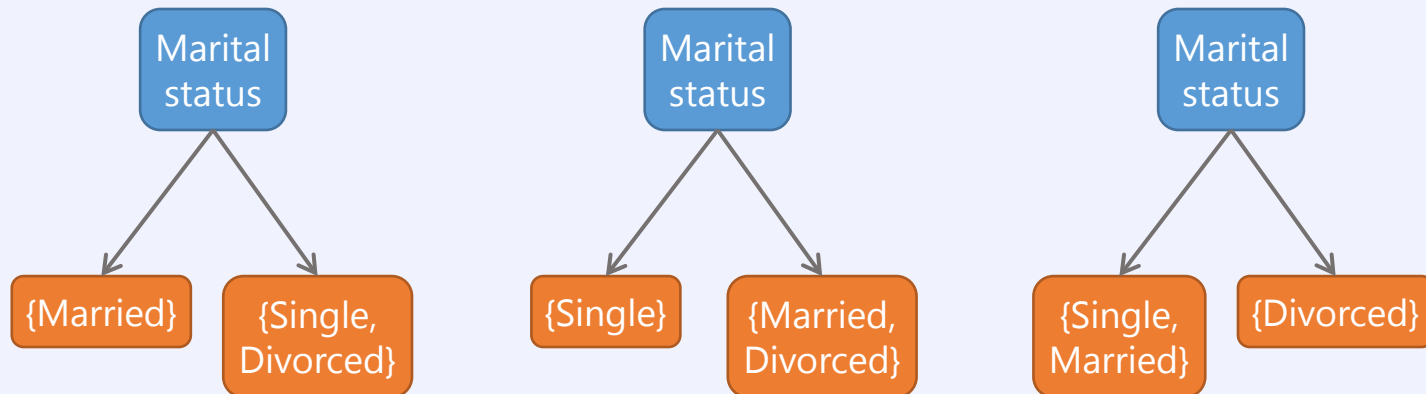 Marital
status
Marital
status
Marital
status
{Married}
{Single,
Divorced}
{Single}
{Married,
Divorced}
{Single,
Married}
{Divorced}